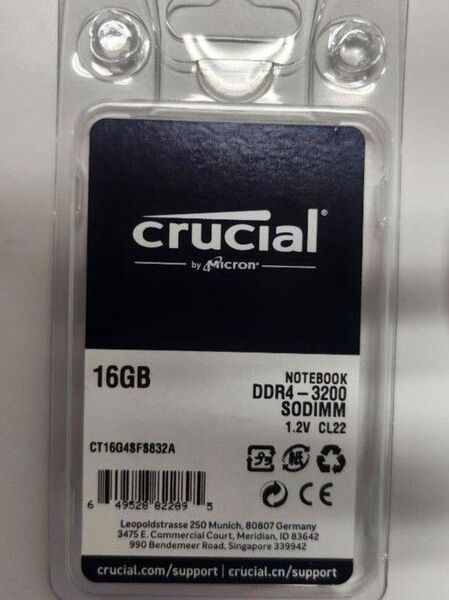 crucial®
by Micron®
16GB
NOTEBOOK
DDR4-3200
SODIMM
1.2V CL22
CT16G4SFS832A
6 49528 82289 5
Leopoldstrasse 250 Munich, 80807 Germany
3475 E. Commercial Court, Meridian, ID 83642
990 Bendemeer Road, Singapore 339942
crucial.com/support | crucial.cn/support